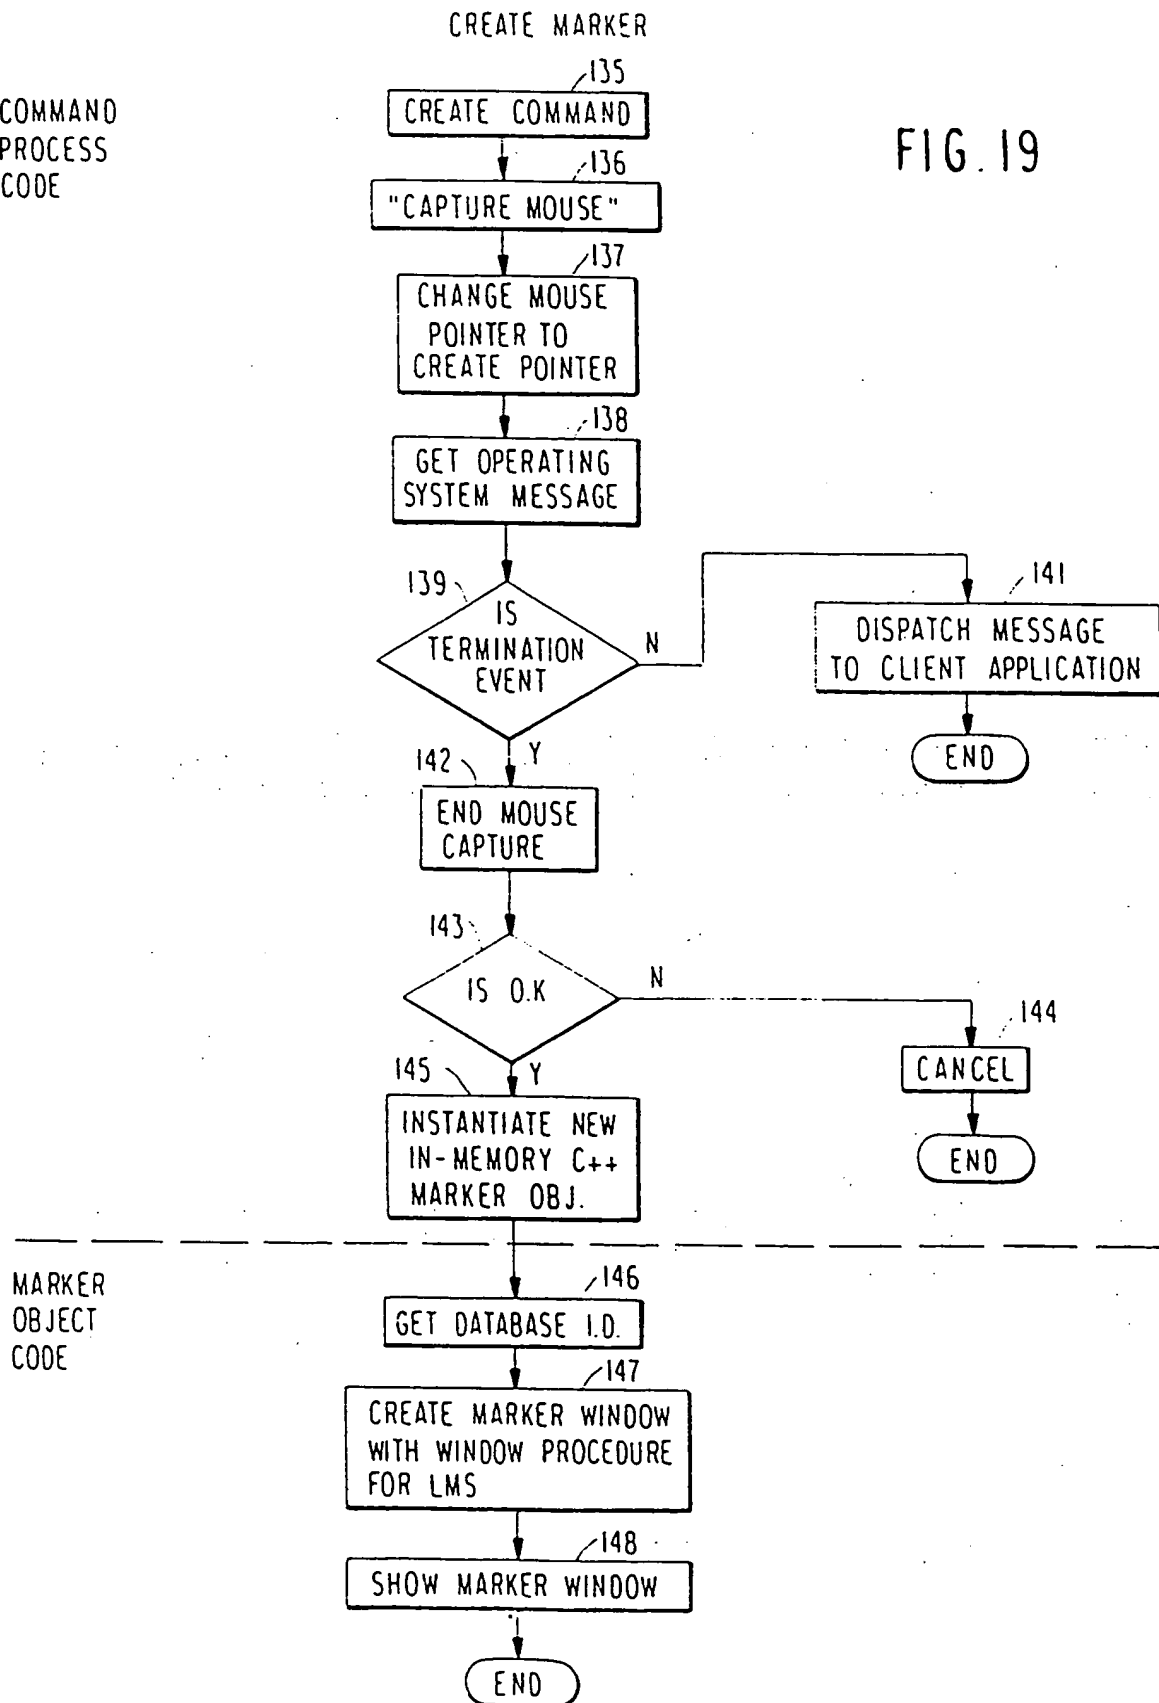 CREATE MARKER
COMMAND
PROCESS
CODE
FIG. 19
135
CREATE COMMAND
136
"CAPTURE MOUSE"
137
CHANGE MOUSE
POINTER TO
CREATE POINTER
138
GET OPERATING
SYSTEM MESSAGE
139
IS
TERMINATION
EVENT
N
141
DISPATCH MESSAGE
TO CLIENT APPLICATION
END
Y
142
END MOUSE
CAPTURE
143
IS O.K
N
144
CANCEL
END
Y
145
INSTANTIATE NEW
IN-MEMORY C++
MARKER OBJ.
MARKER
OBJECT
CODE
146
GET DATABASE I.D.
147
CREATE MARKER WINDOW
WITH WINDOW PROCEDURE
FOR LMS
148
SHOW MARKER WINDOW
END